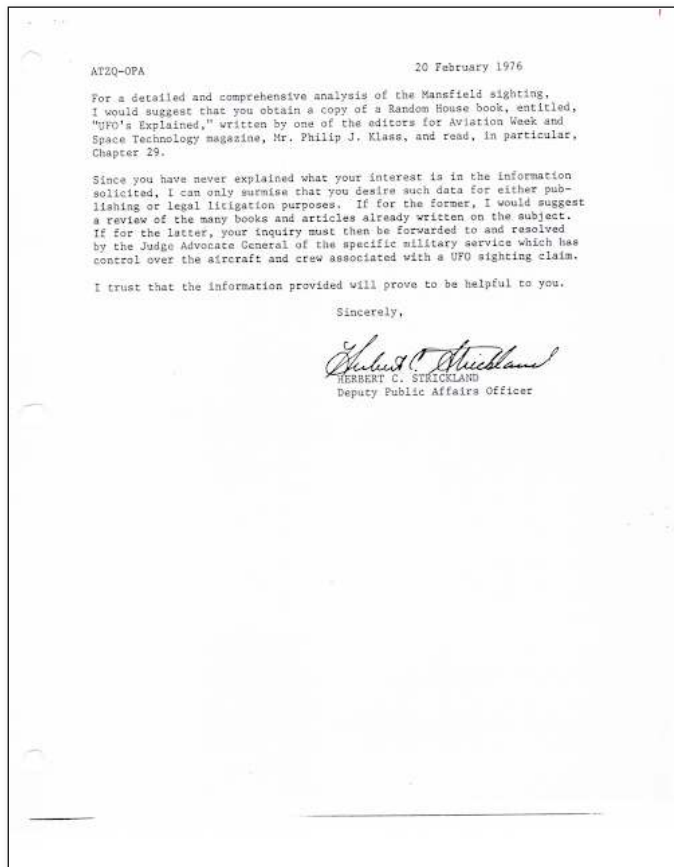 ATZQ-OPA 20 February 1976
For a detailed and comprehensive analysis of the Mansfield sighting,
I would suggest that you obtain a copy of a Random House book, entitled,
"UFO's Explained," written by one of the editors for Aviation Week and
Space Technology magazine, Mr. Philip J. Klass, and read, in particular,
Chapter 29.
Since you have never explained what your interest is in the information
solicited, I can only surmise that you desire such data for either pub-
lishing or legal litigation purposes. If for the former, I would suggest
a review of the many books and articles already written on the subject.
If for the latter, your inquiry must then be forwarded to and resolved
by the Judge Advocate General of the specific military service which has
control over the aircraft and crew associated with a UFO sighting claim.
I trust that the information provided will prove to be helpful to you.
Sincerely,
Herbert C. Strickland
HERBERT C. STRICKLAND
Deputy Public Affairs Officer